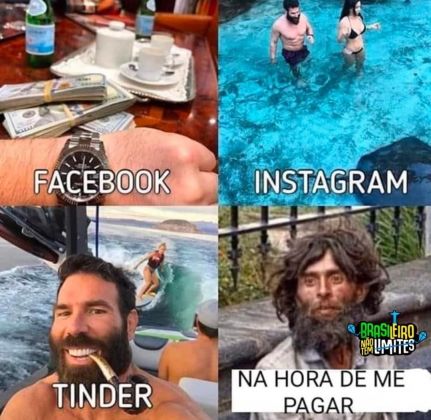 FACEBOOK
INSTAGRAM
TINDER
BRASILEIRO
NÃO TEM LIMITES
NA HORA DE ME
PAGAR